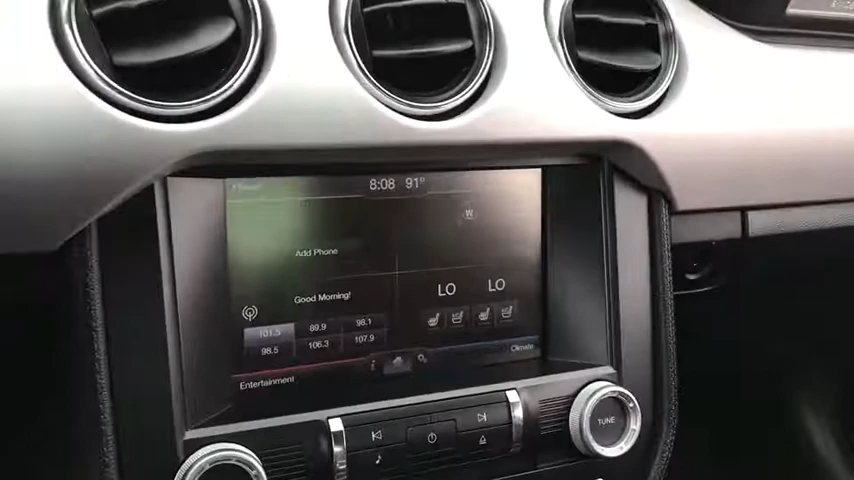 8:08 91°
W
Add Phone
LO LO
Good Morning!
101.5 89.9 98.1
98.5 106.3 107.9
Entertainment
Climate
TUNE